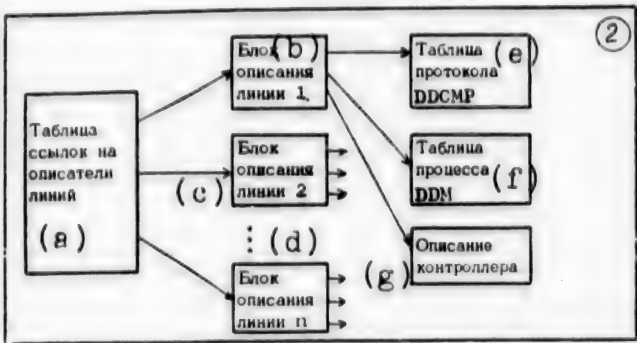 2
Таблица
ссылок на
описатели
линий
(a)
Блок (b)
описания
линии 1
(c)
Блок
описания
линии 2
⋮ (d)
Блок
описания
линии n
Таблица
протокола (e)
DDCMP
Таблица
процесса
DDM (f)
(g)
Описание
контроллера